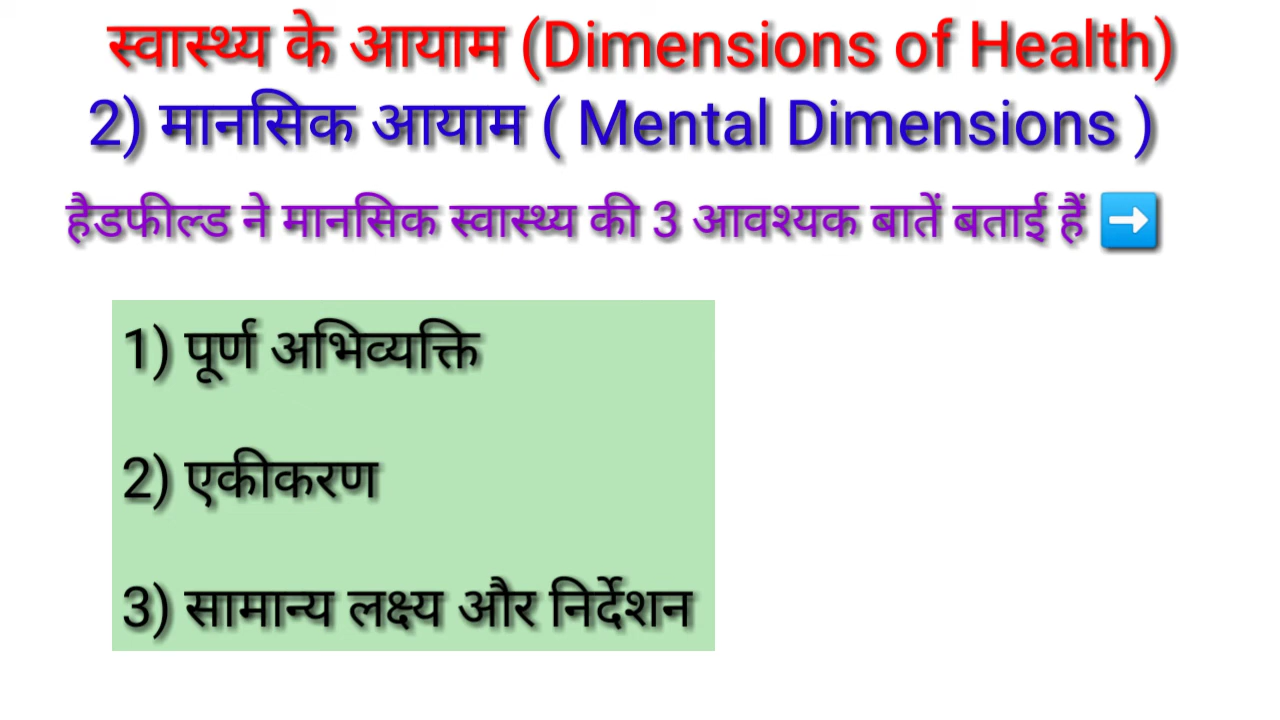 स्वास्थ्य के आयाम (Dimensions of Health)
2) मानसिक आयाम ( Mental Dimensions )
हैडफील्ड ने मानसिक स्वास्थ्य की 3 आवश्यक बातें बताई हैं ➡️
1) पूर्ण अभिव्यक्ति
2) एकीकरण
3) सामान्य लक्ष्य और निर्देशन